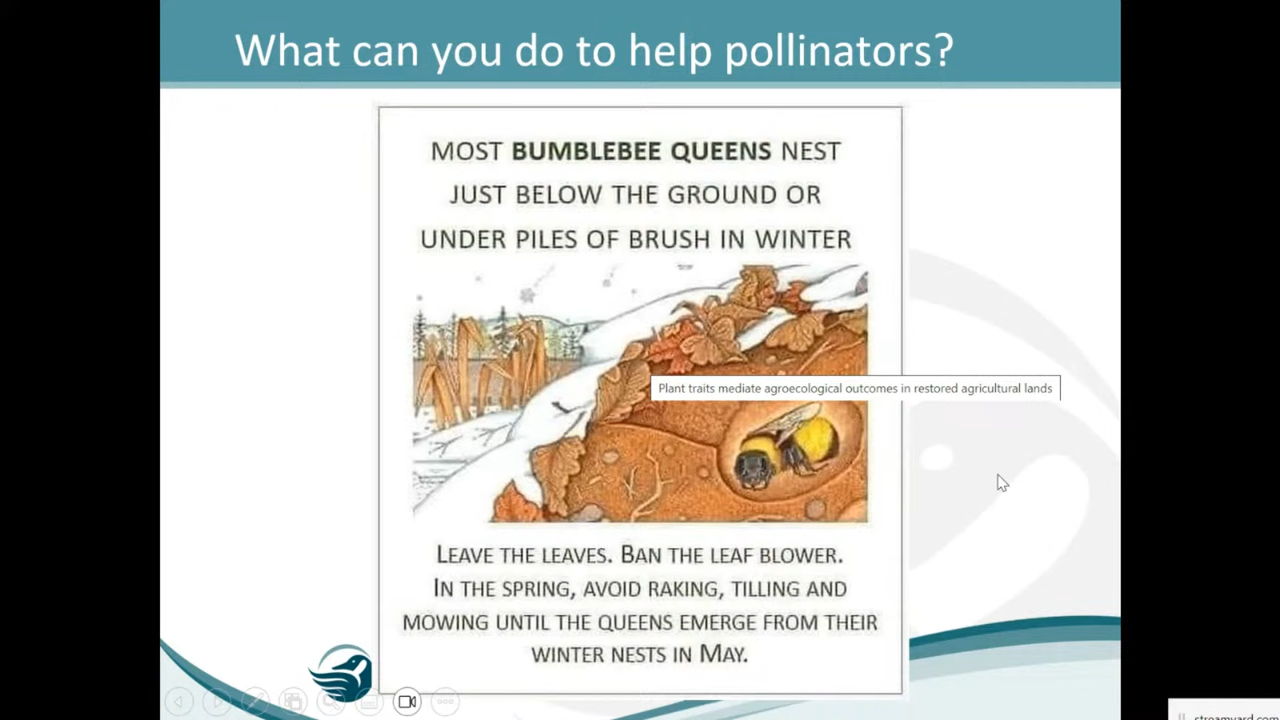 What can you do to help pollinators?
MOST BUMBLEBEE QUEENS NEST
JUST BELOW THE GROUND OR
UNDER PILES OF BRUSH IN WINTER
Plant traits mediate agroecological outcomes in restored agricultural lands
LEAVE THE LEAVES. BAN THE LEAF BLOWER.
IN THE SPRING, AVOID RAKING, TILLING AND
MOWING UNTIL THE QUEENS EMERGE FROM THEIR
WINTER NESTS IN MAY.